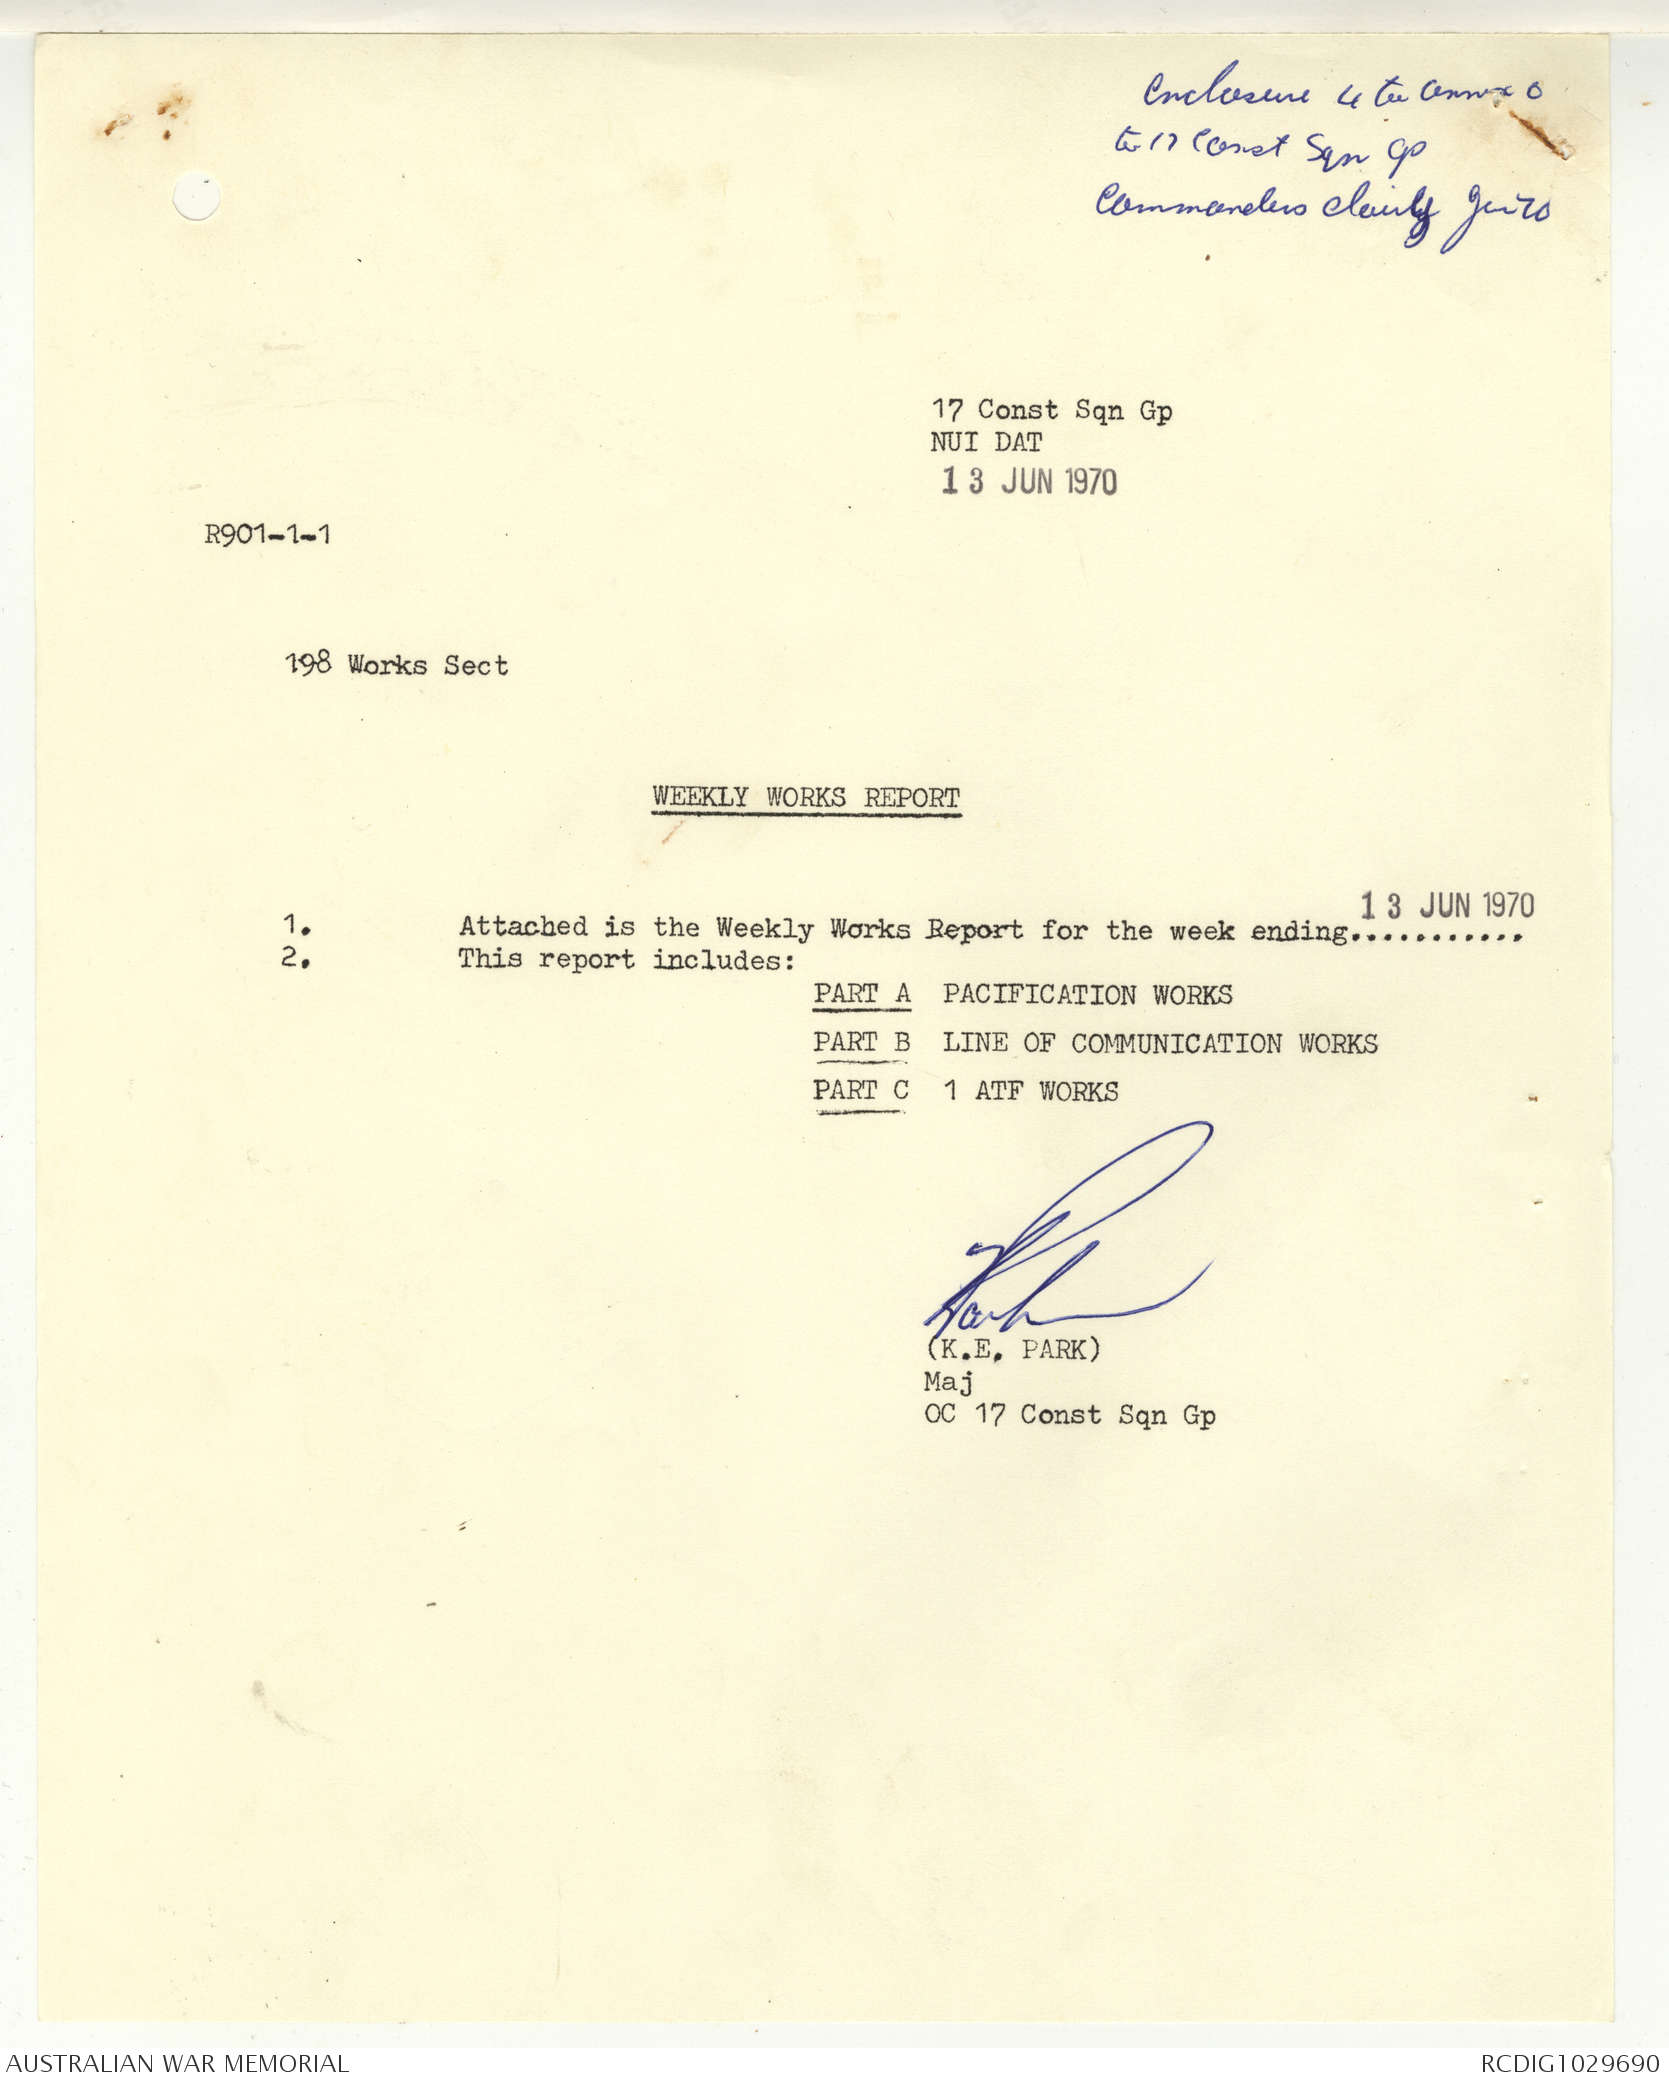 Enclosure 4 to annex O
to 17 Const Sqn Gp
Commanders diary Jun 70
17 Const Sqn Gp
NUI DAT
13 JUN 1970
R901-1-1
198 Works Sect
WEEKLY WORKS REPORT
1. Attached is the Weekly Works Report for the week ending........... 13 JUN 1970
2. This report includes:
PART A PACIFICATION WORKS
PART B LINE OF COMMUNICATION WORKS
PART C 1 ATF WORKS
(K.E. PARK)
Maj
OC 17 Const Sqn Gp
AUSTRALIAN WAR MEMORIAL
RCDIG1029690